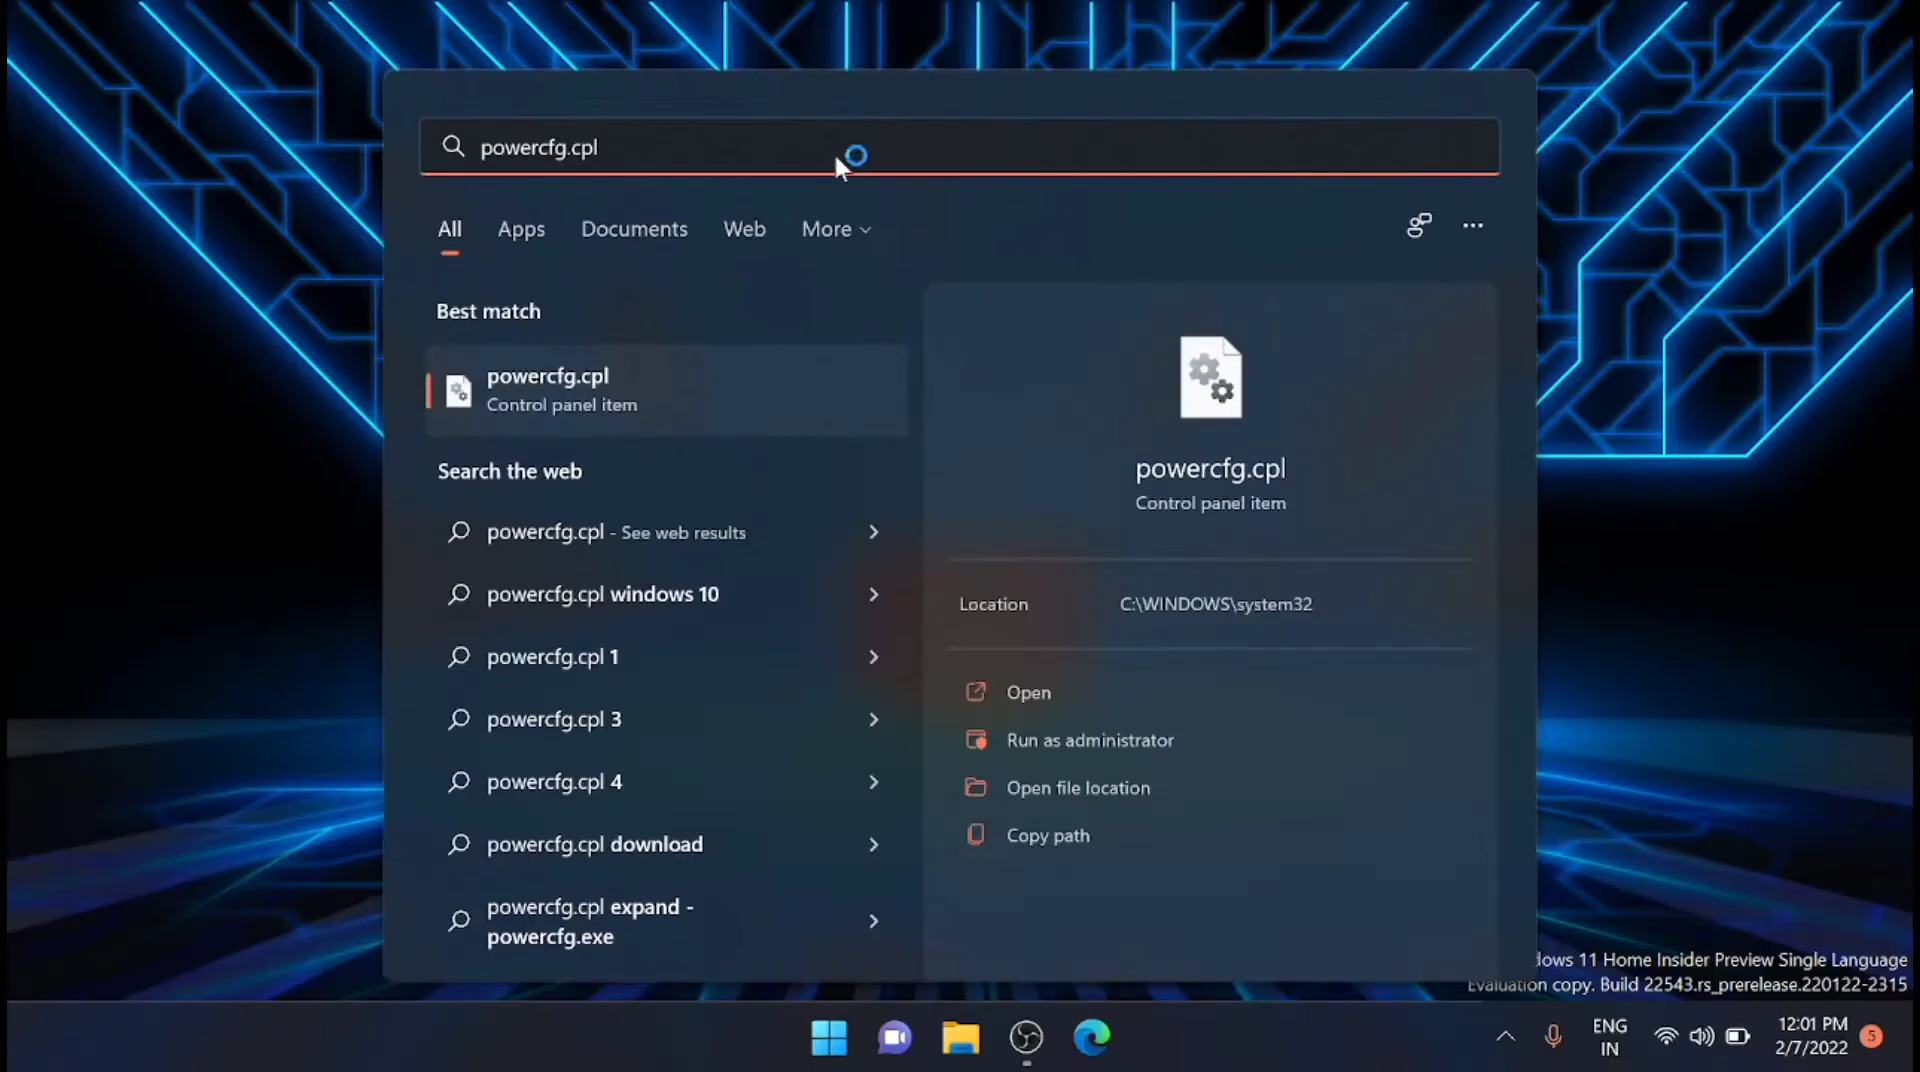 powercfg.cpl
All Apps Documents Web More
Best match
powercfg.cpl
Control panel item
Search the web
powercfg.cpl - See web results
powercfg.cpl windows 10
powercfg.cpl 1
powercfg.cpl 3
powercfg.cpl 4
powercfg.cpl download
powercfg.cpl expand -
powercfg.exe
powercfg.cpl
Control panel item
Location C:\WINDOWS\system32
Open
Run as administrator
Open file location
Copy path
dows 11 Home Insider Preview Single Language
Evaluation copy. Build 22543.rs_prerelease.220122-2315
ENG
IN
12:01 PM
2/7/2022
5